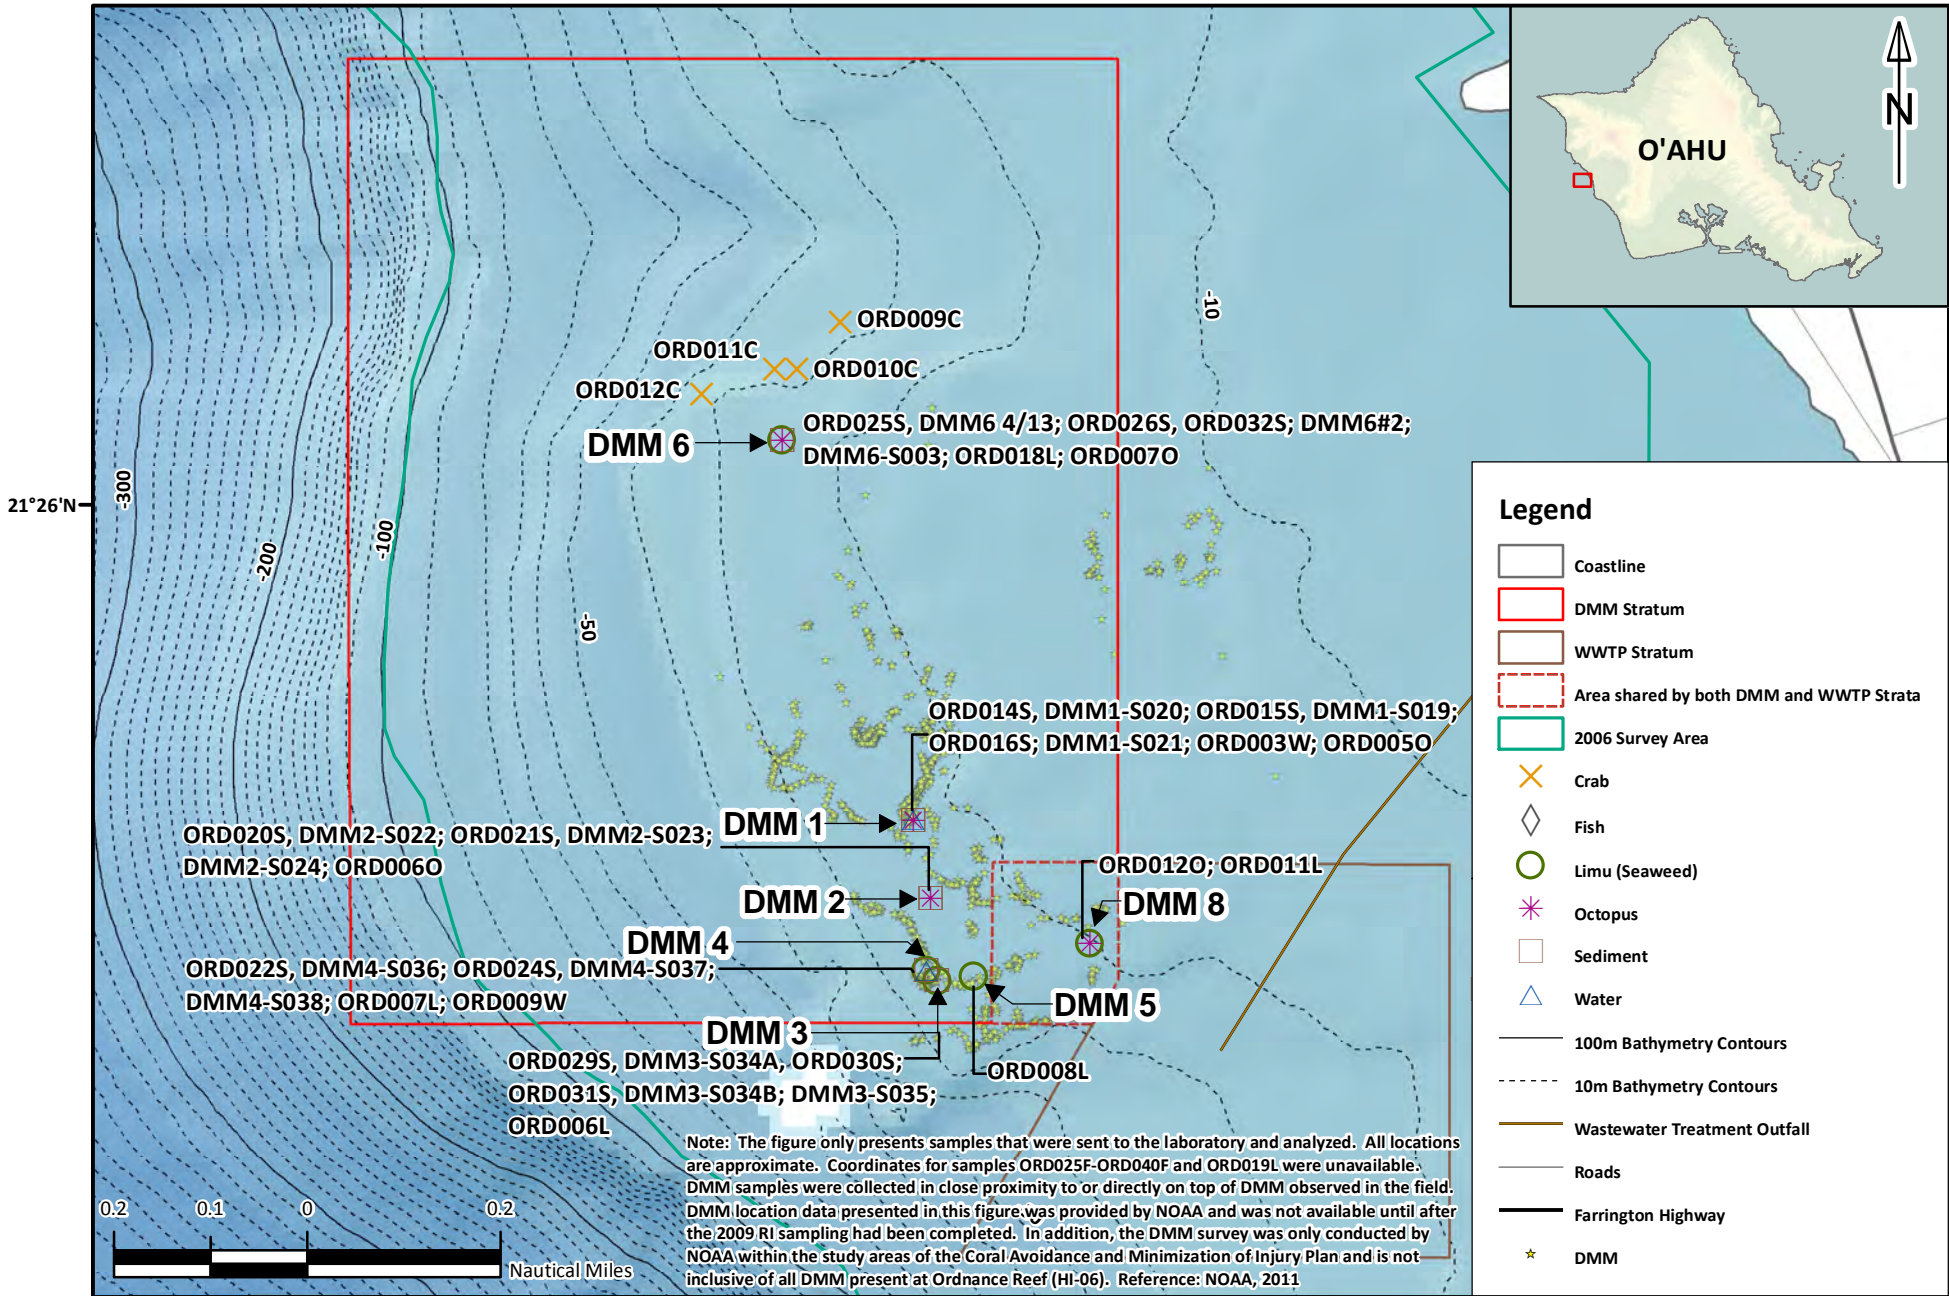 O'AHU
N
-10
ORD009C
ORD011C
ORD010C
ORD012C
DMM 6
ORD025S, DMM6 4/13; ORD026S, ORD032S; DMM6#2;
DMM6-S003; ORD018L; ORD007O
21°26'N
-300
-200
-100
-50
ORD014S, DMM1-S020; ORD015S, DMM1-S019;
ORD016S; DMM1-S021; ORD003W; ORD005O
DMM 1
ORD020S, DMM2-S022; ORD021S, DMM2-S023;
DMM2-S024; ORD006O
DMM 2
ORD012O; ORD011L
DMM 8
DMM 4
ORD022S, DMM4-S036; ORD024S, DMM4-S037;
DMM4-S038; ORD007L; ORD009W
DMM 5
DMM 3
ORD029S, DMM3-S034A, ORD030S;
ORD031S, DMM3-S034B; DMM3-S035;
ORD006L
ORD008L
Note: The figure only presents samples that were sent to the laboratory and analyzed. All locations
are approximate. Coordinates for samples ORD025F-ORD040F and ORD019L were unavailable.
DMM samples were collected in close proximity to or directly on top of DMM observed in the field.
DMM location data presented in this figure was provided by NOAA and was not available until after
the 2009 RI sampling had been completed. In addition, the DMM survey was only conducted by
NOAA within the study areas of the Coral Avoidance and Minimization of Injury Plan and is not
inclusive of all DMM present at Ordnance Reef (HI-06). Reference: NOAA, 2011
0.2 0.1 0 0.2
Nautical Miles
Legend
Coastline
DMM Stratum
WWTP Stratum
Area shared by both DMM and WWTP Strata
2006 Survey Area
Crab
Fish
Limu (Seaweed)
Octopus
Sediment
Water
100m Bathymetry Contours
10m Bathymetry Contours
Wastewater Treatment Outfall
Roads
Farrington Highway
DMM